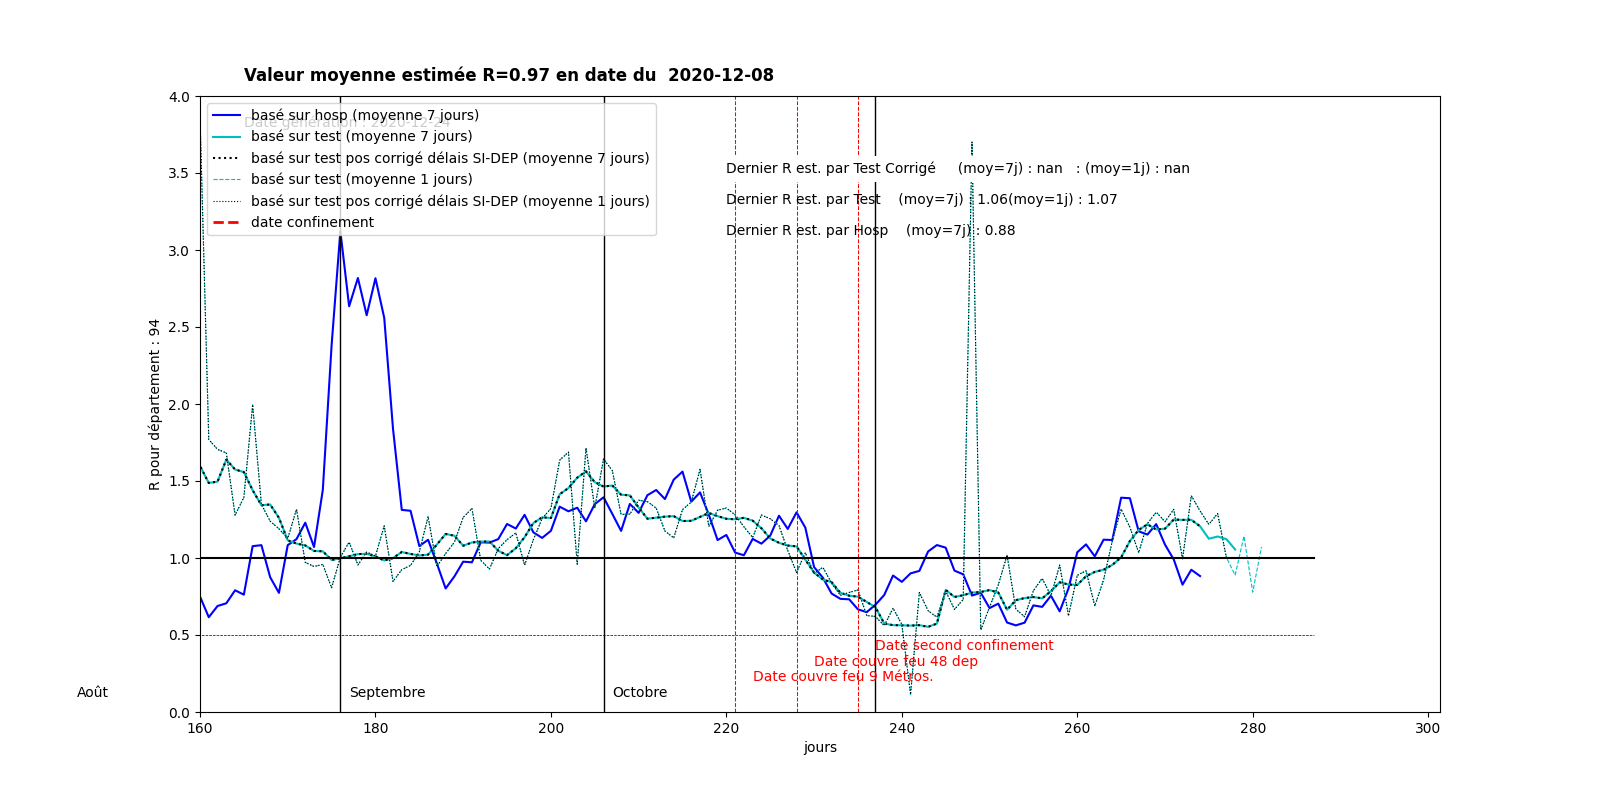 Valeur moyenne estimée R=0.97 en date du  2020-12-08
Date génération : 2020-12-24
basé sur hosp (moyenne 7 jours)
basé sur test (moyenne 7 jours)
basé sur test pos corrigé délais SI-DEP (moyenne 7 jours)
basé sur test (moyenne 1 jours)
basé sur test pos corrigé délais SI-DEP (moyenne 1 jours)
date confinement
Dernier R est. par Test Corrigé     (moy=7j) : nan   : (moy=1j) : nan
Dernier R est. par Test    (moy=7j) : 1.06(moy=1j) : 1.07
Dernier R est. par Hosp    (moy=7j) : 0.88
R pour département : 94
4.0
3.5
3.0
2.5
2.0
1.5
1.0
0.5
0.0
Date second confinement
Date couvre feu 48 dep
Date couvre feu 9 Métros.
Août
Septembre
Octobre
160
180
200
220
240
260
280
300
jours